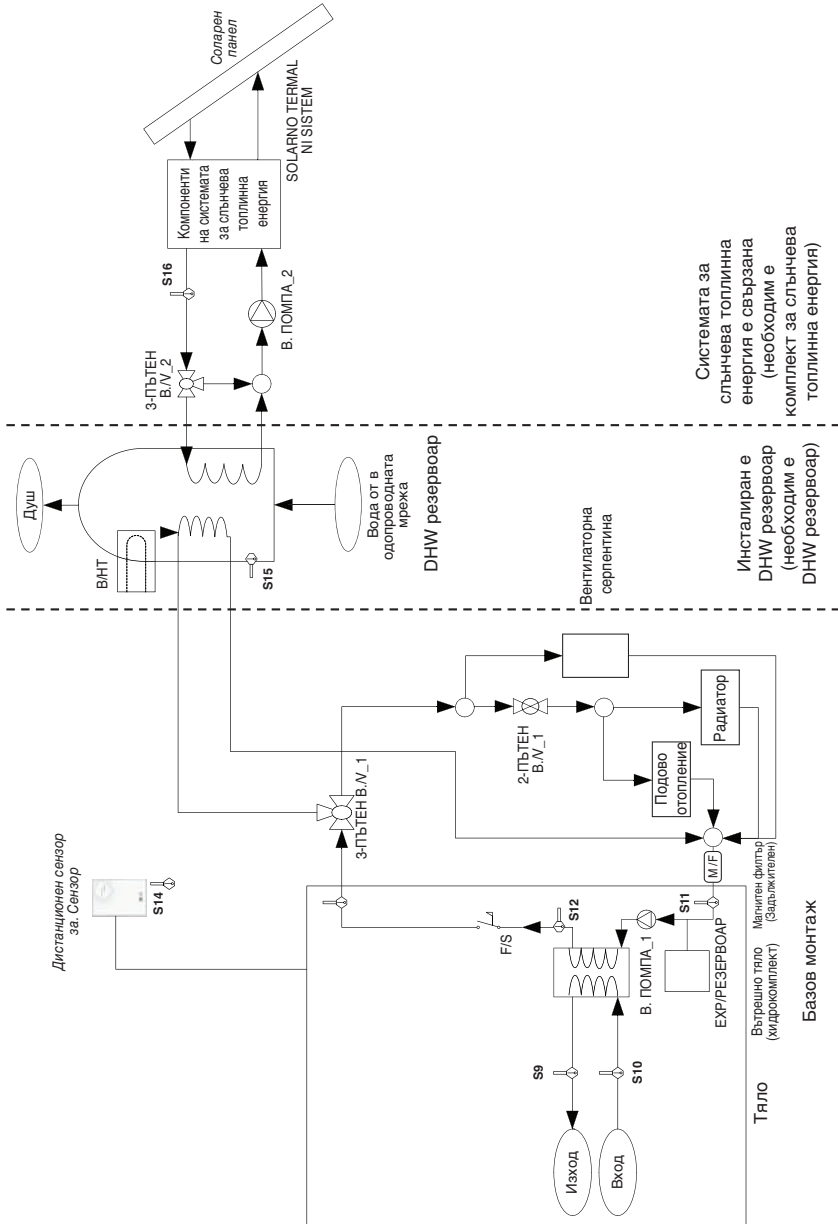 Дистанционен сензор
за. Сензор
S14
3-ПЪТЕН В./V_1
F/S
S12
В. ПОМПА_1
S11
M / F
EXP/РЕЗЕРВОАР
S9
S10
Изход
Вход
Тяло
Вътрешно тяло
(хидрокомплект)
Магнитен филтър
(Задължителен)
Базов монтаж
2-ПЪТЕН
В./V_1
Вентилаторна
серпентина
Радиатор
Подово
отопление
Душ
В/НТ
S15
Вода от в
одопроводната
мрежа
DHW резервоар
Инсталиран е
DHW резервоар
(необходим е
DHW резервоар)
3-ПЪТЕН
В./V_2
S16
В. ПОМПА_2
Компоненти
на системата
за слънчева
топлинна
енергия
Соларен
панел
SOLARNO TERMAL
NI SISTEM
Системата за
слънчева топлинна
енергия е свързана
(необходим е
комплект за слънчева
топлинна енергия)